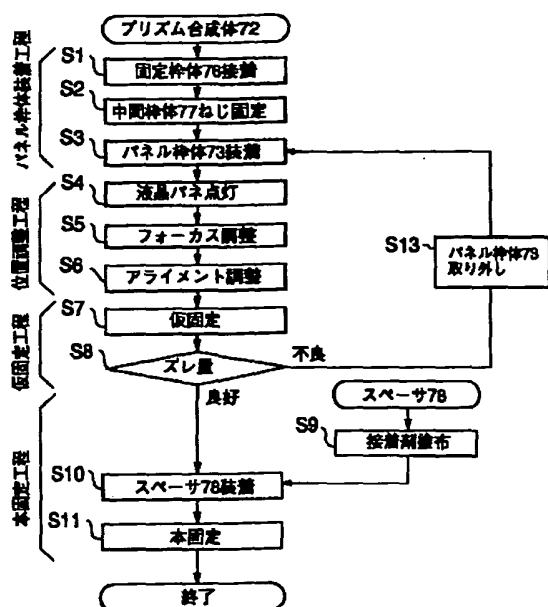 プリズム合成体72
パネル枠体装着工程
S1
固定枠体76接着
S2
中間枠体77ねじ固定
S3
パネル枠体73装着
位置調整工程
S4
液晶パネ点灯
S5
フォーカス調整
S6
アライメント調整
S13
パネル枠体73
取り外し
仮固定工程
S7
仮固定
S8
ズレ量
不良
良好
スペーサ78
S9
接着剤塗布
本固定工程
S10
スペーサ78装着
S11
本固定
終了